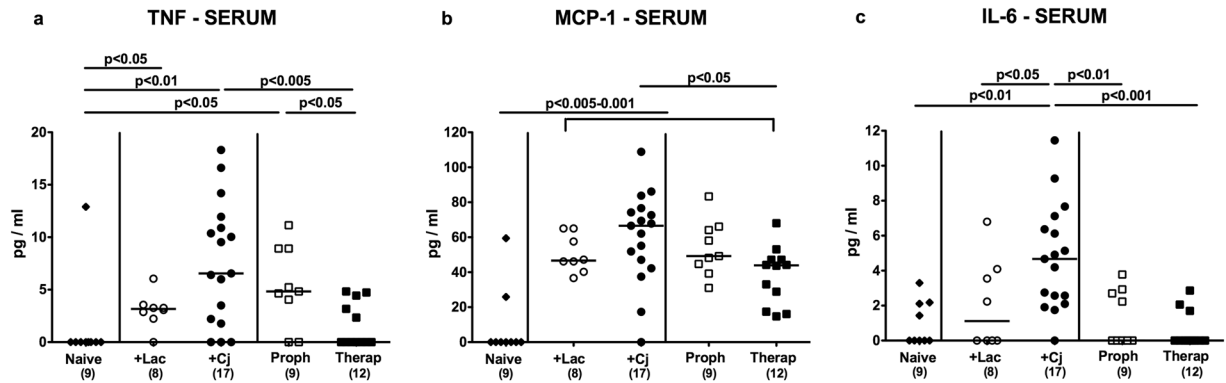 a
TNF - SERUM
p<0.05
p<0.01
p<0.005
p<0.05
p<0.05
pg / ml
20
15
10
5
0
Naive
+Lac
+Cj
Proph
Therap
(9)
(8)
(17)
(9)
(12)
b
MCP-1 - SERUM
p<0.05
p<0.005-0.001
pg / ml
120
100
80
60
40
20
0
Naive
+Lac
+Cj
Proph
Therap
(9)
(8)
(17)
(9)
(12)
c
IL-6 - SERUM
p<0.05
p<0.01
p<0.01
p<0.001
pg / ml
12
10
8
6
4
2
0
Naive
+Lac
+Cj
Proph
Therap
(9)
(8)
(17)
(9)
(12)